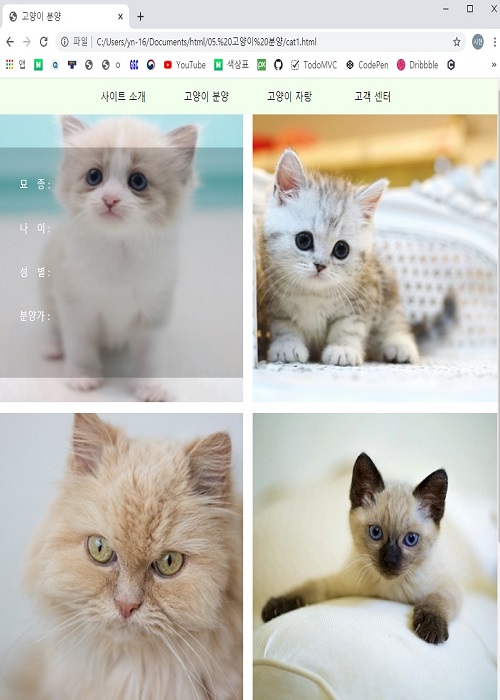 고양이 분양
파일 C:/Users/yn-16/Documents/html/05.%20고양이%20분양/cat1.html
시현
앱 o YouTube 색상표 TodoMVC CodePen Dribbble »
사이트 소개 고양이 분양 고양이 자랑 고객 센터
묘 종 :
나 이 :
성 별 :
분양가 :